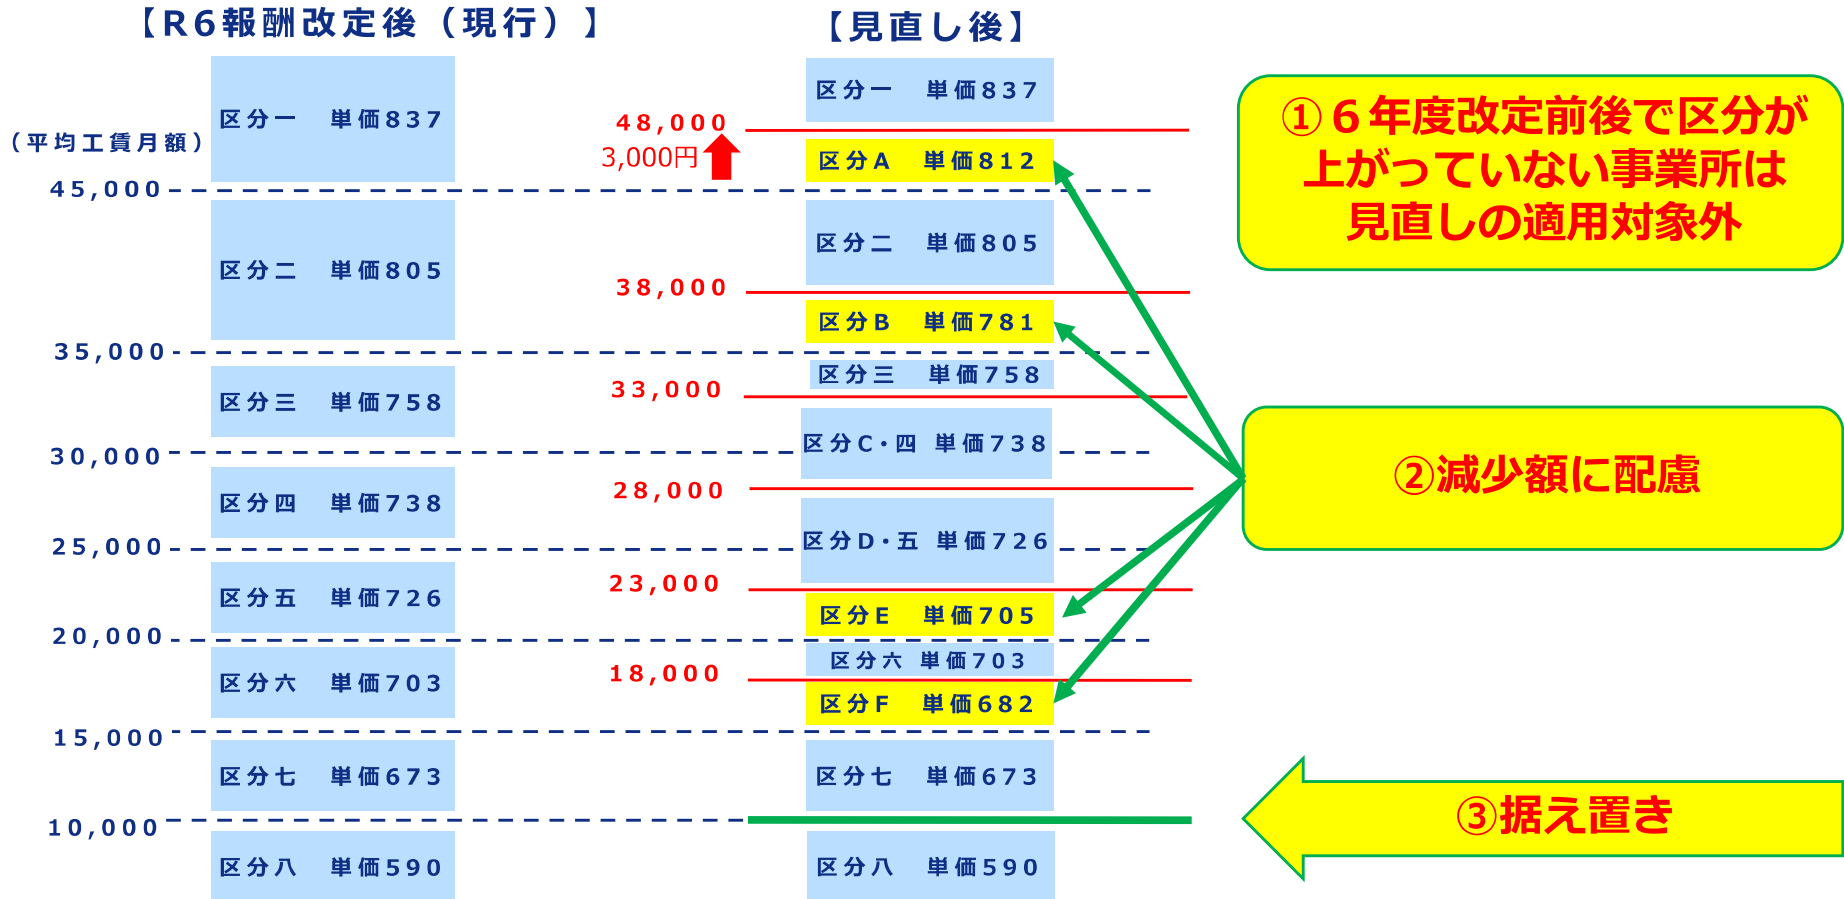 【R6報酬改定後（現行）】
（平均工賃月額）
区分一　単価837
45,000
区分二　単価805
35,000
区分三　単価758
30,000
区分四　単価738
25,000
区分五　単価726
20,000
区分六　単価703
15,000
区分七　単価673
10,000
区分八　単価590
【見直し後】
区分一　単価837
48,000
3,000円
区分A　単価812
区分二　単価805
38,000
区分B　単価781
区分三　単価758
33,000
区分C・四 単価738
28,000
区分D・五 単価726
23,000
区分E　単価705
区分六 単価703
18,000
区分F　単価682
区分七　単価673
区分八　単価590
①６年度改定前後で区分が
上がっていない事業所は
見直しの適用対象外
②減少額に配慮
③据え置き